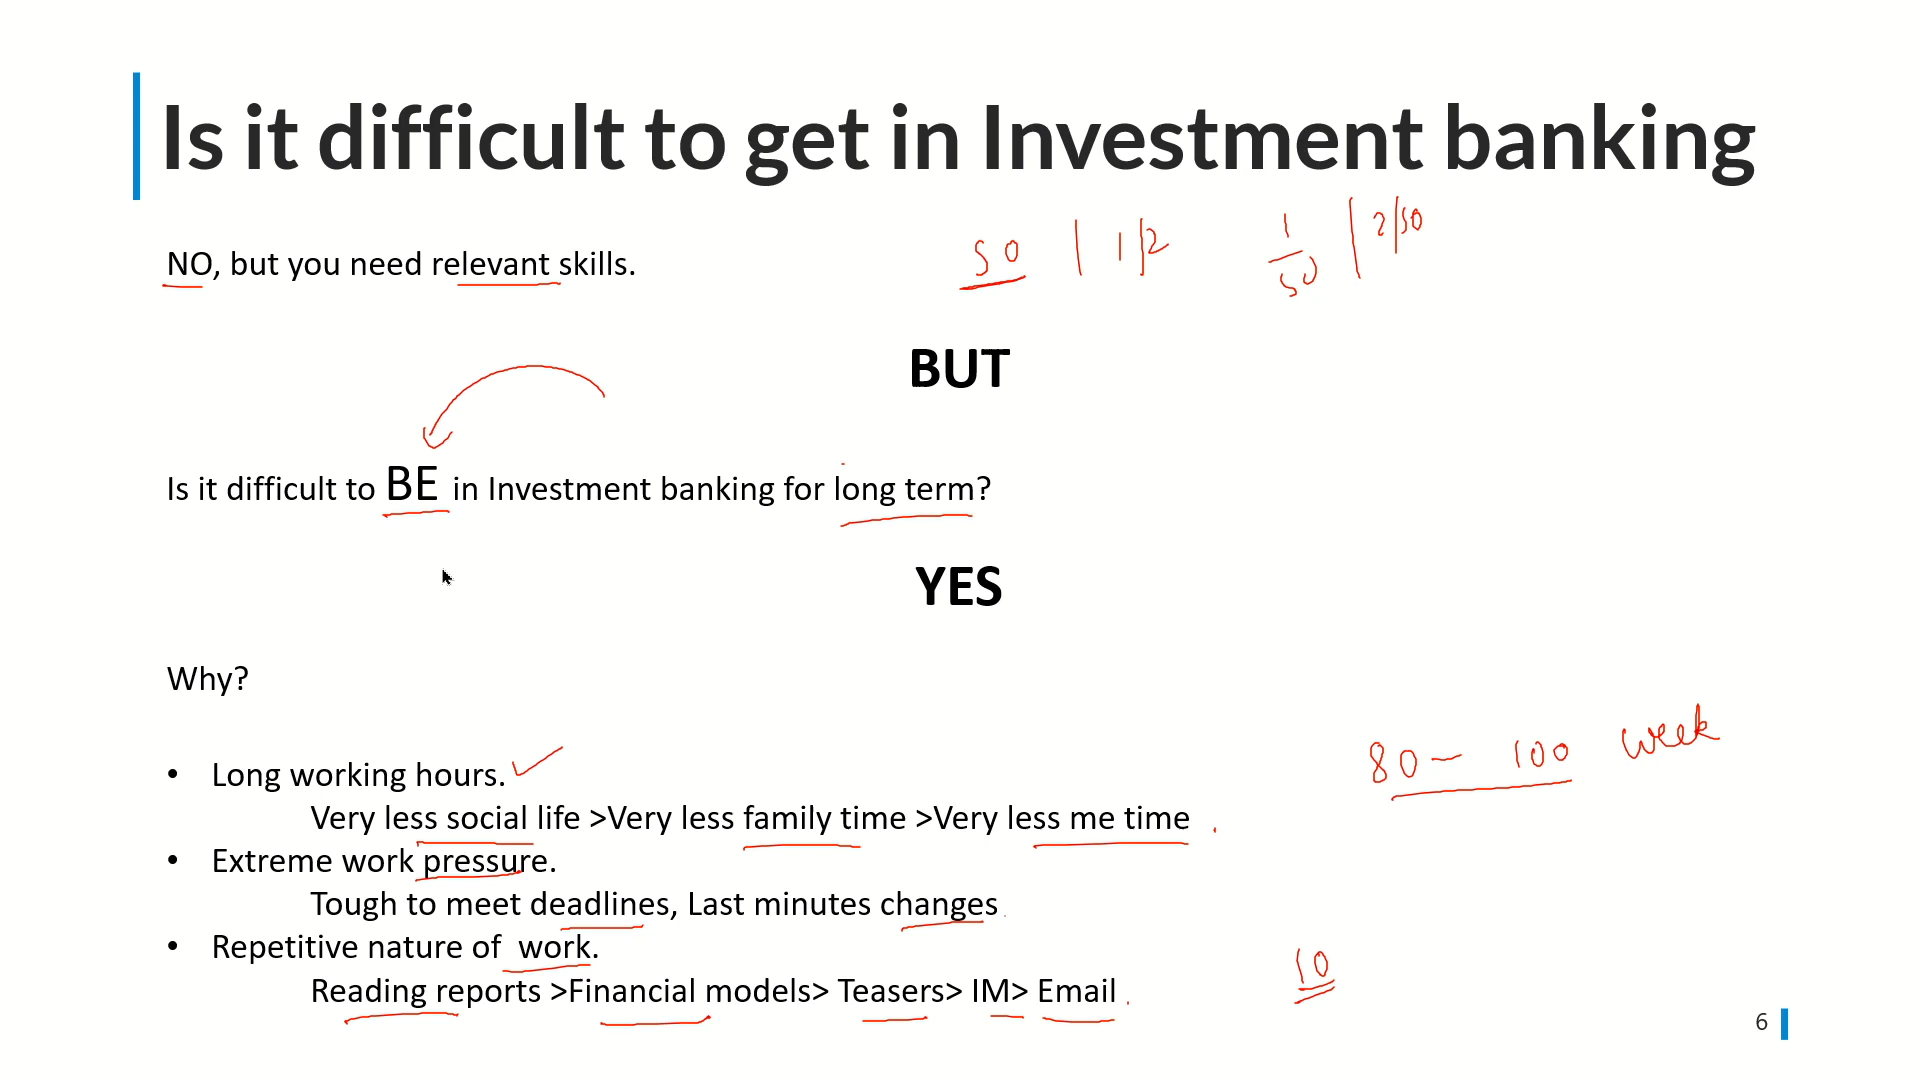 Is it difficult to get in Investment banking
NO, but you need relevant skills.
50 | 1|2
1/50 | 2/50
BUT
Is it difficult to BE in Investment banking for long term?
YES
Why?
80 – 100 week
• Long working hours.
Very less social life >Very less family time >Very less me time
• Extreme work pressure.
Tough to meet deadlines, Last minutes changes
• Repetitive nature of work.
10
Reading reports >Financial models> Teasers> IM> Email
6